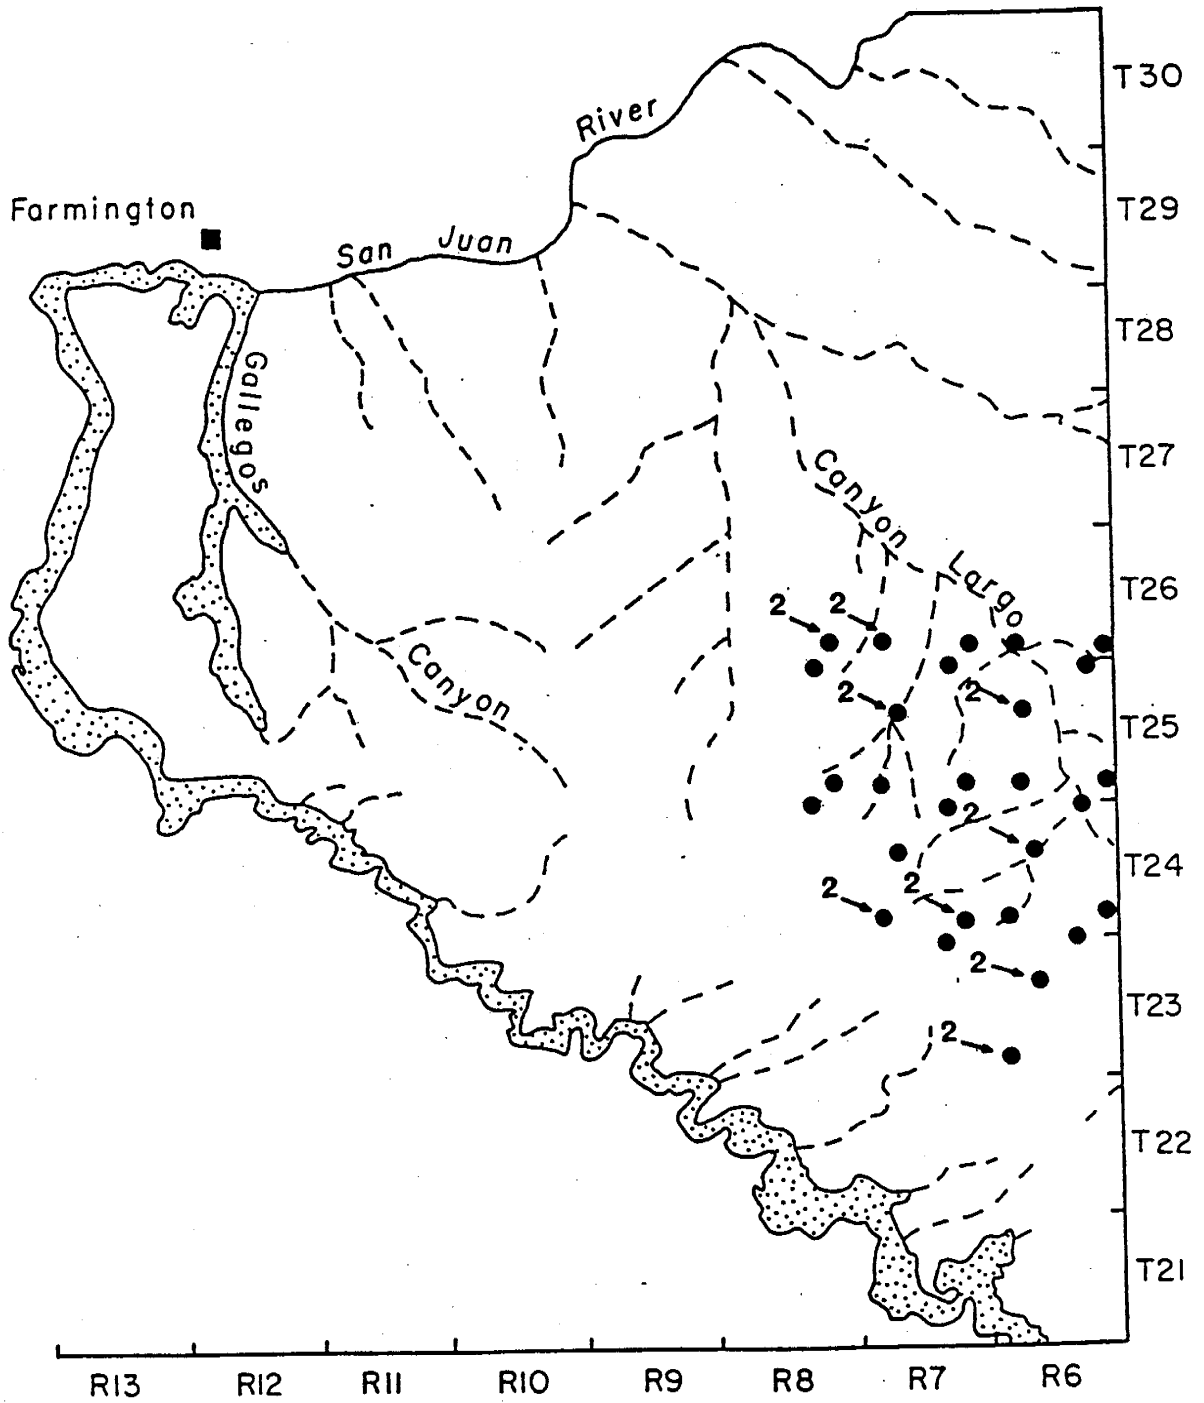 T30
River
T29
Farmington
San Juan
T28
Gallegos
T27
Canyon
Largo
T26
2
2
Canyon
2
2
T25
2
T24
2
2
2
T23
2
T22
T21
R13 R12 R11 R10 R9 R8 R7 R6